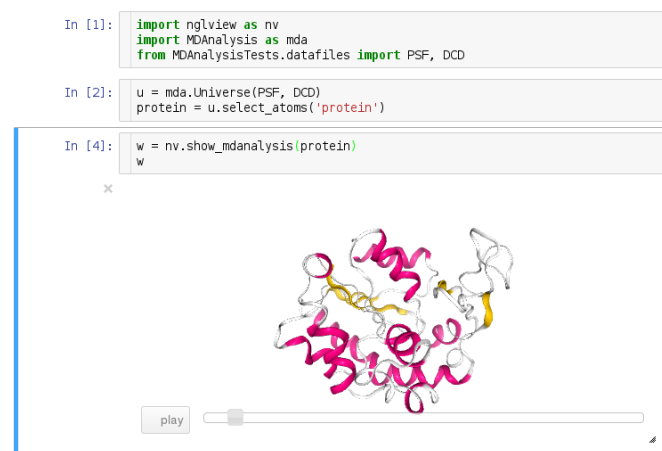 In [1]: import nglview as nv
import MDAnalysis as mda
from MDAnalysisTests.datafiles import PSF, DCD
In [2]: u = mda.Universe(PSF, DCD)
protein = u.select_atoms('protein')
In [4]: w = nv.show_mdanalysis(protein)
w
×
play